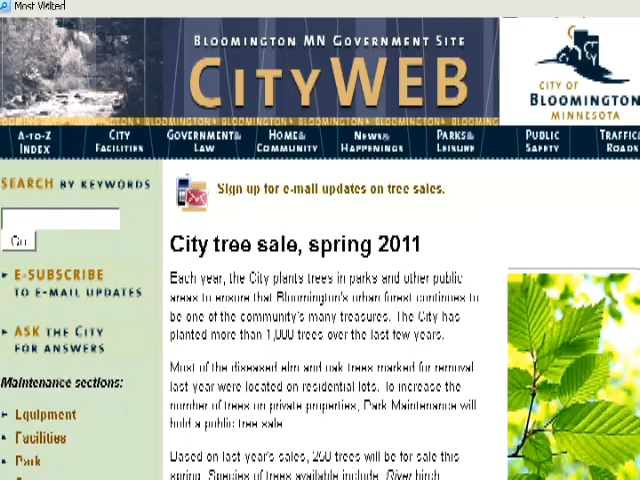 Most Visited
BLOOMINGTON MN GOVERNMENT SITE
CITYWEB
CITY OF
BLOOMINGTON
MINNESOTA
A-TO-Z INDEX
CITY FACILITIES
GOVERNMENT& LAW
HOME& COMMUNITY
NEWS& HAPPENINGS
PARKS& LEISURE
PUBLIC SAFETY
TRAFFIC ROADS
SEARCH BY KEYWORDS
Go
E-SUBSCRIBE
TO E-MAIL UPDATES
ASK THE CITY
FOR ANSWERS
Maintenance sections:
Equipment
Facilities
Park
Sign up for e-mail updates on tree sales.
City tree sale, spring 2011
Each year, the City plants trees in parks and other public
areas to ensure that Bloomington's urban forest continues to
be one of the community's many treasures. The City has
planted more than 1,000 trees over the last few years.
Most of the diseased elm and oak trees marked for removal
last year were located on residential lots. To increase the
number of trees on private properties, Park Maintenance will
hold a public tree sale.
Based on last year's sales, 250 trees will be for sale this
spring. Species of trees available include: River birch